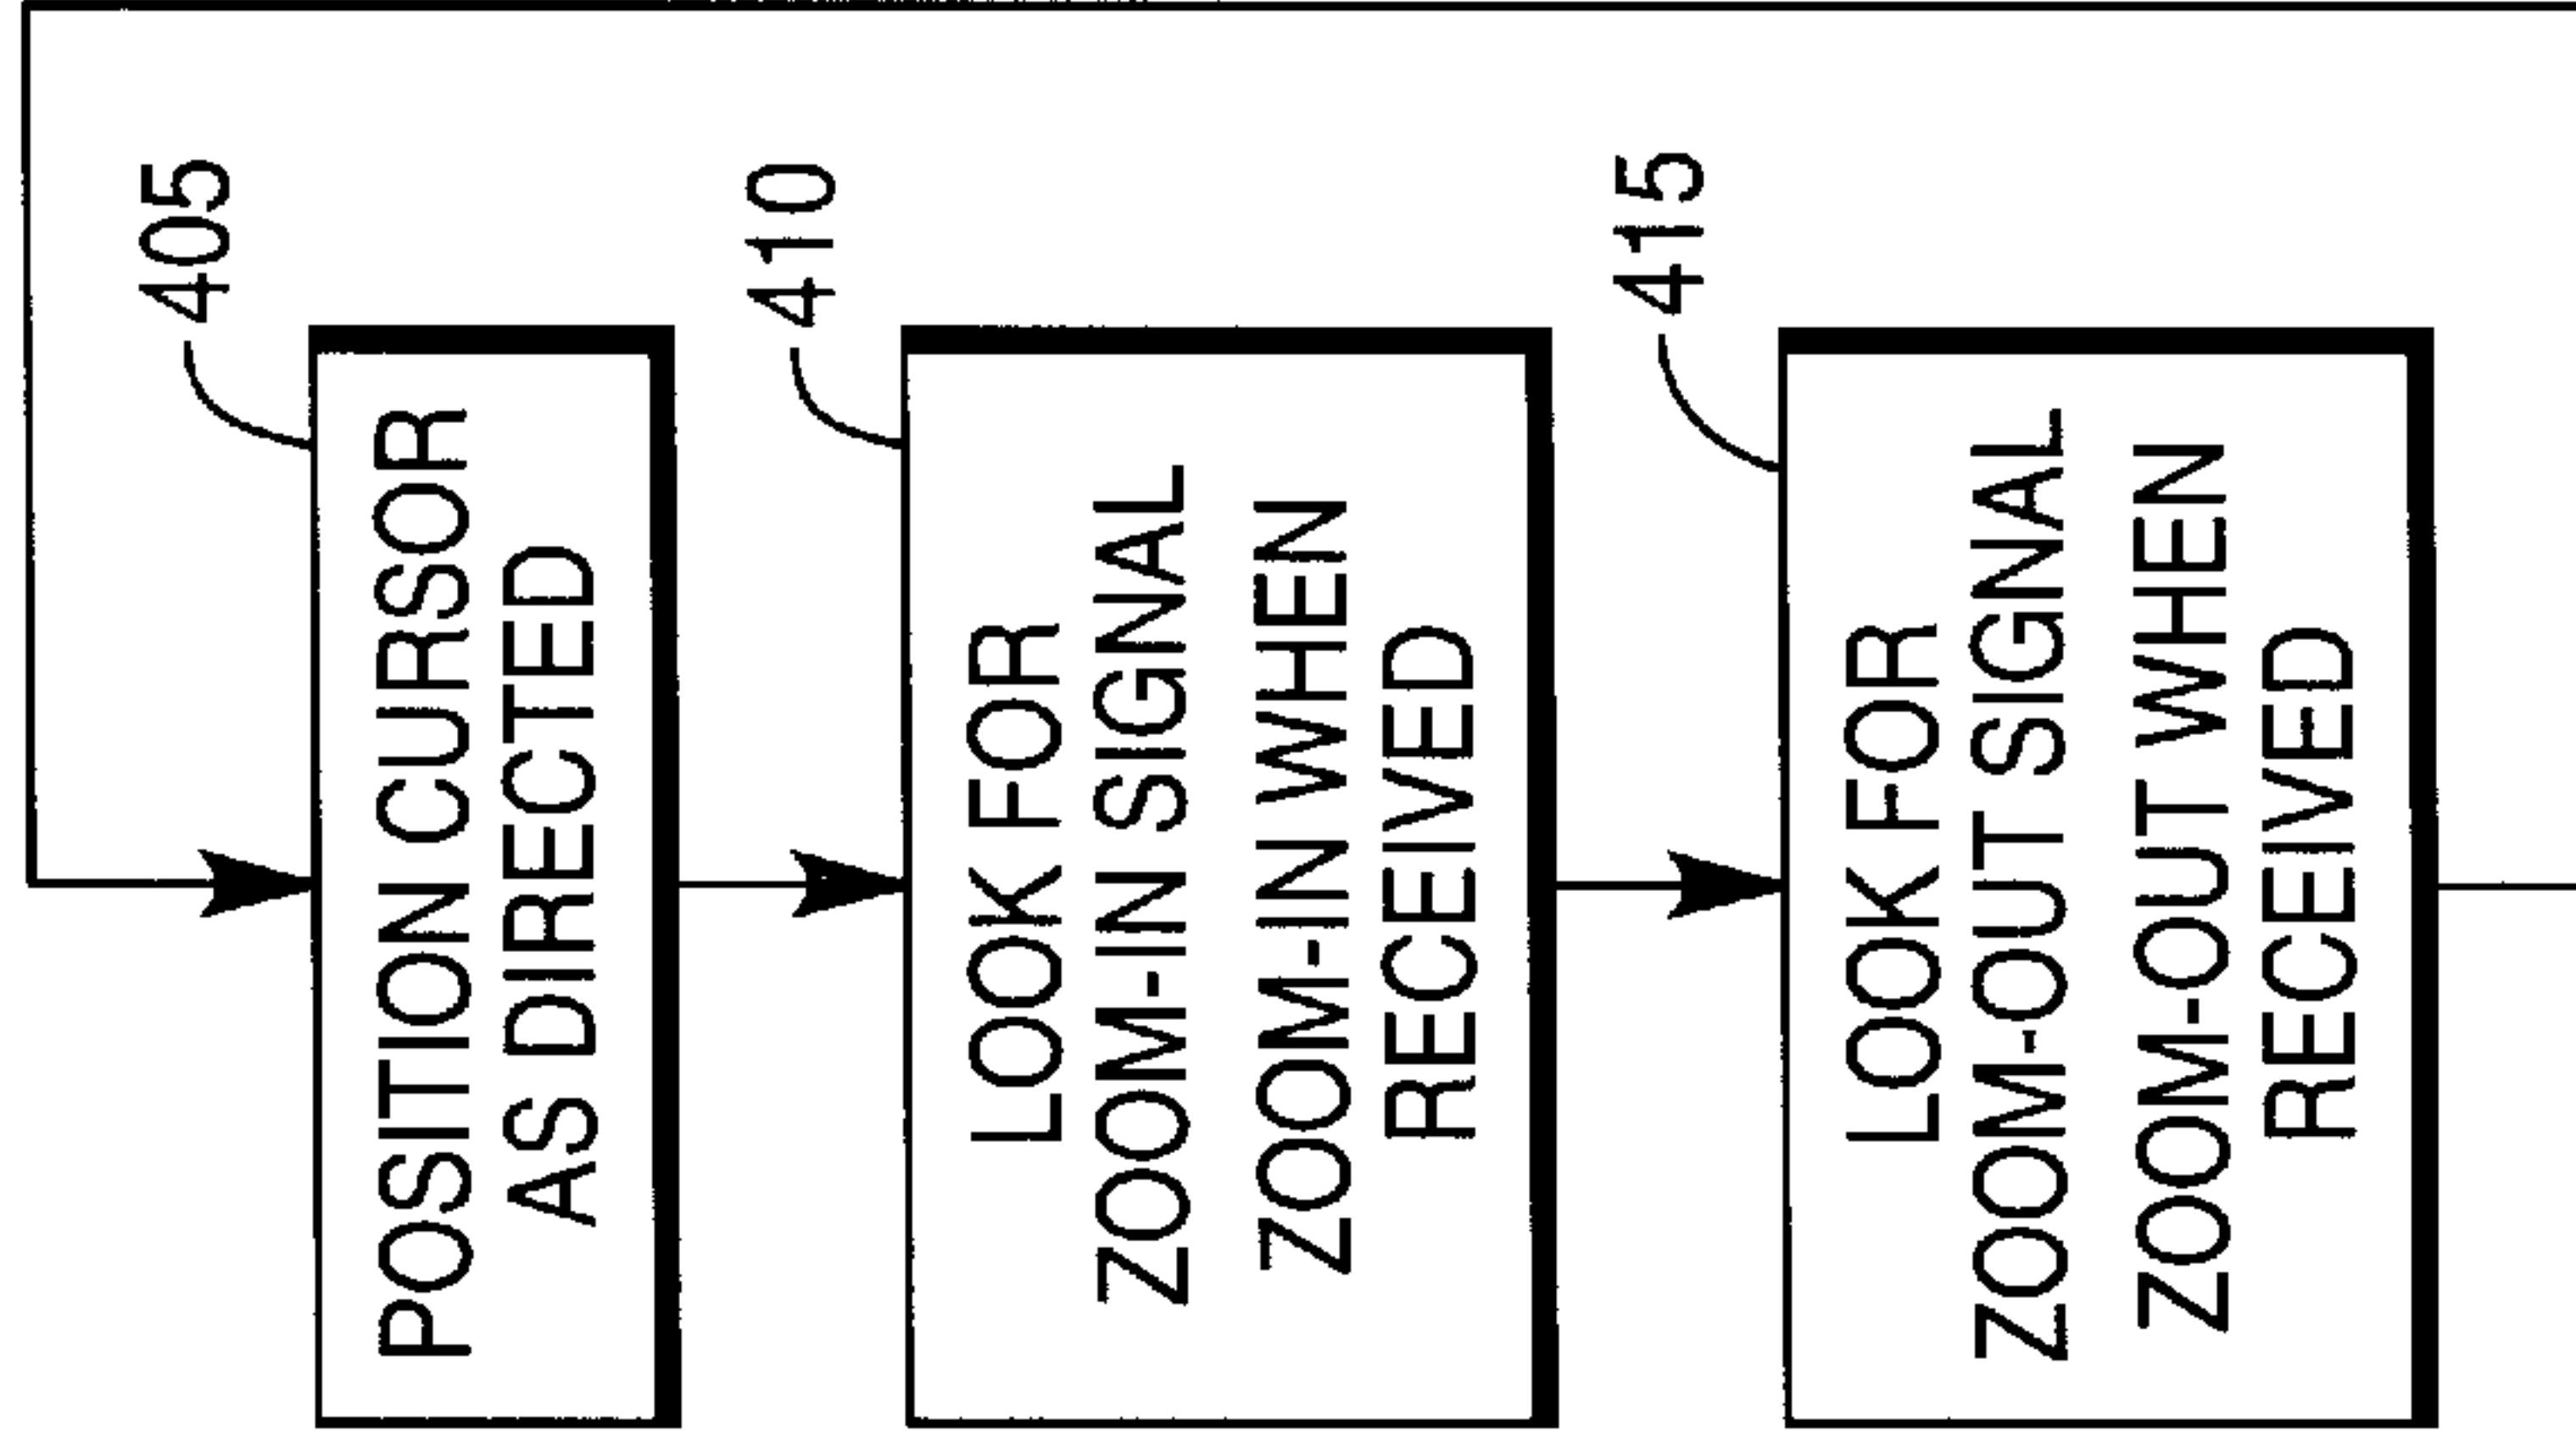 405
POSITION CURSOR
AS DIRECTED
410
LOOK FOR
ZOOM-IN SIGNAL
ZOOM-IN WHEN
RECEIVED
415
LOOK FOR
ZOOM-OUT SIGNAL
ZOOM-OUT WHEN
RECEIVED